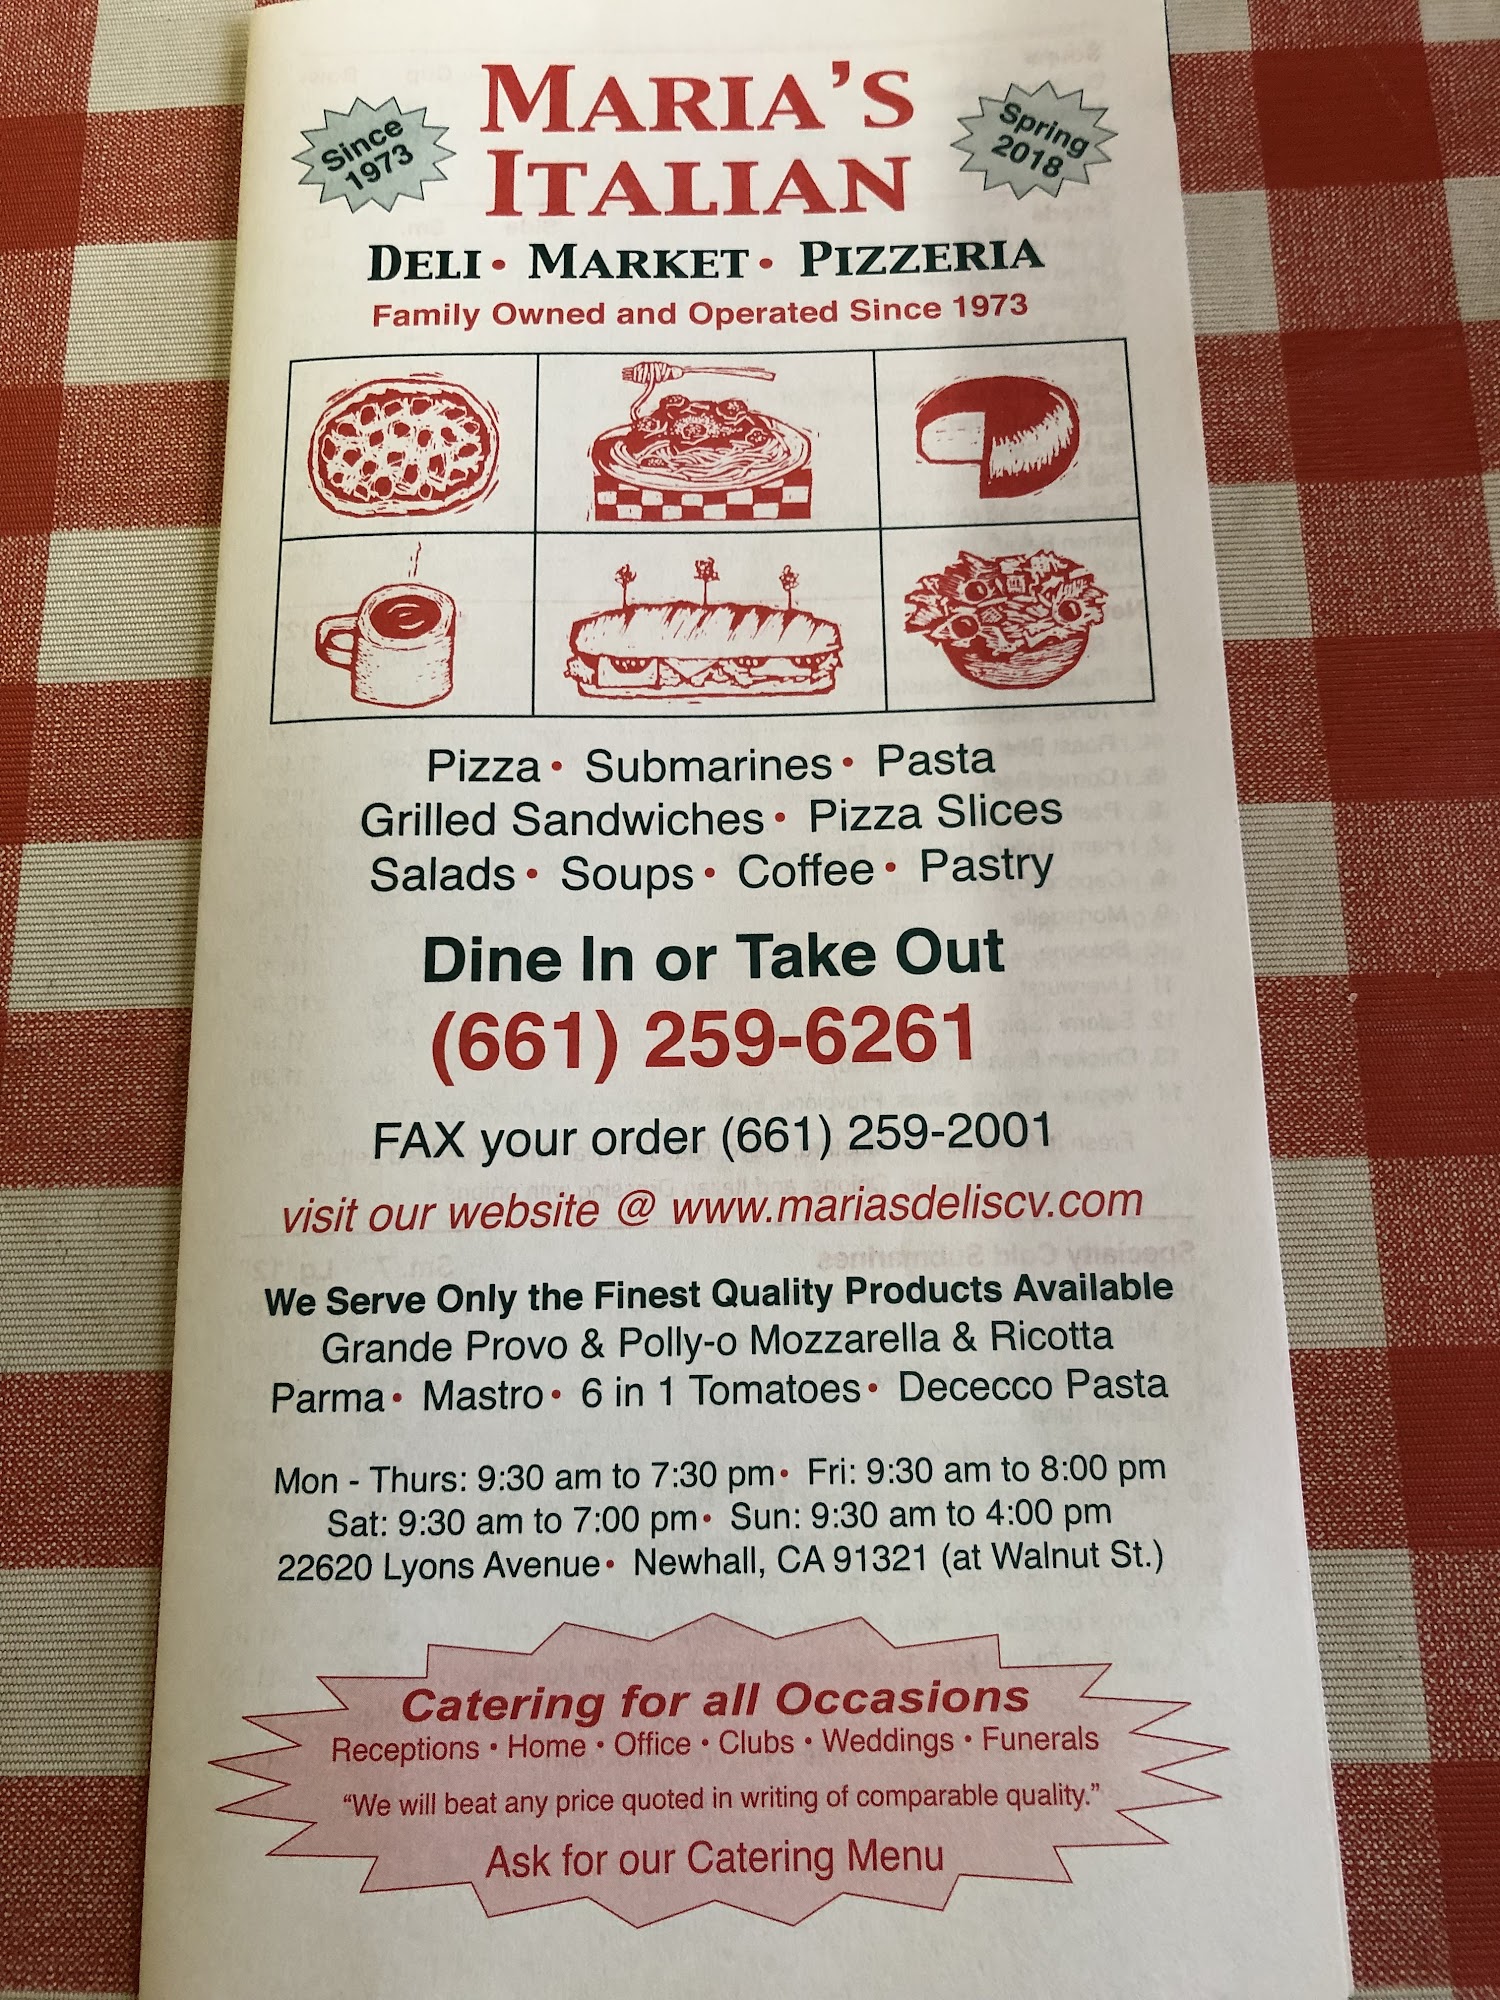 Since
1973
MARIA'S
ITALIAN
Spring
2018
DELI • MARKET • PIZZERIA
Family Owned and Operated Since 1973
Pizza • Submarines • Pasta
Grilled Sandwiches • Pizza Slices
Salads • Soups • Coffee • Pastry
Dine In or Take Out
(661) 259-6261
FAX your order (661) 259-2001
visit our website @ www.mariasdeliscv.com
We Serve Only the Finest Quality Products Available
Grande Provo & Polly-o Mozzarella & Ricotta
Parma • Mastro • 6 in 1 Tomatoes • Dececco Pasta
Mon - Thurs: 9:30 am to 7:30 pm • Fri: 9:30 am to 8:00 pm
Sat: 9:30 am to 7:00 pm • Sun: 9:30 am to 4:00 pm
22620 Lyons Avenue • Newhall, CA 91321 (at Walnut St.)
Catering for all Occasions
Receptions • Home • Office • Clubs • Weddings • Funerals
“We will beat any price quoted in writing of comparable quality.”
Ask for our Catering Menu